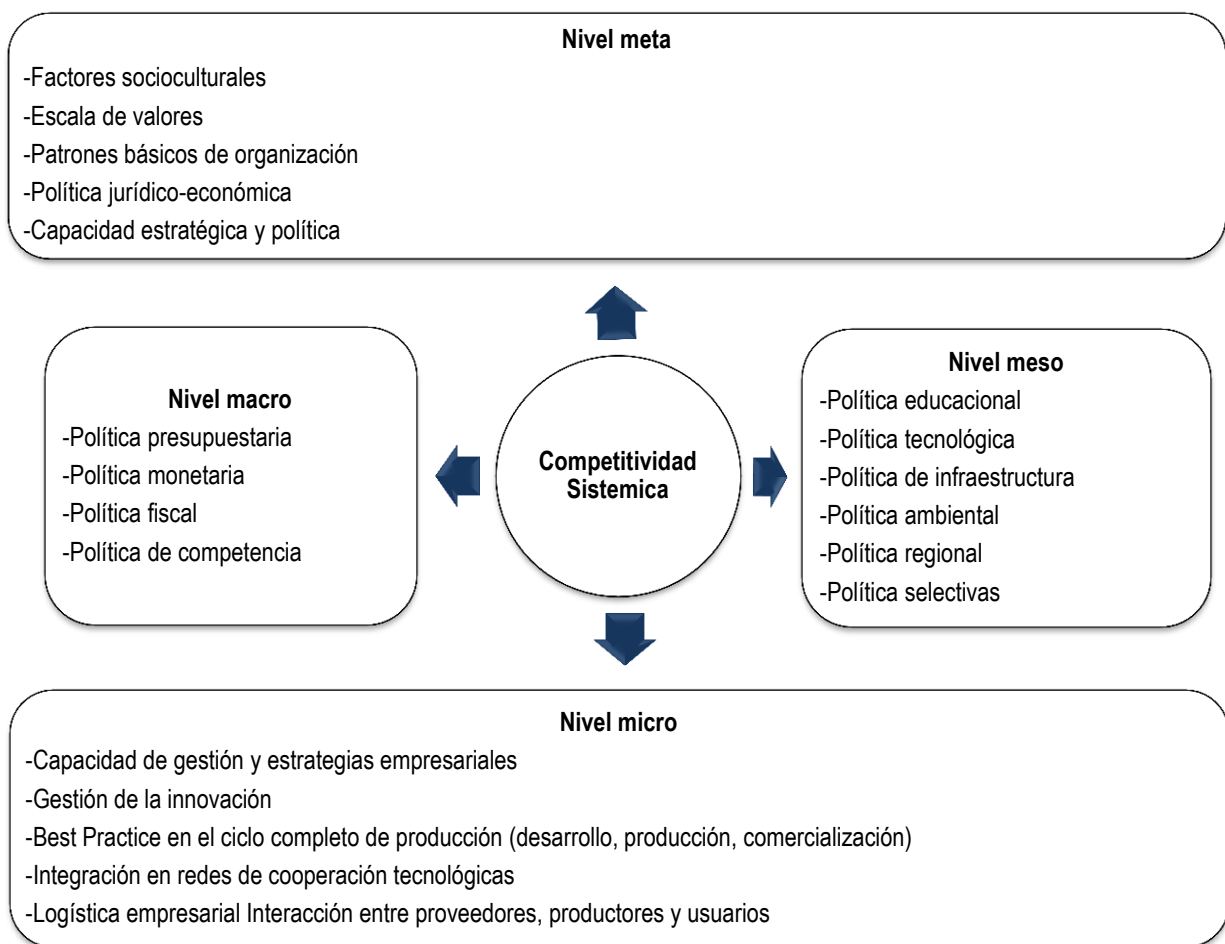 Nivel meta
-Factores socioculturales
-Escala de valores
-Patrones básicos de organización
-Política jurídico-económica
-Capacidad estratégica y política
Nivel macro
-Política presupuestaria
-Política monetaria
-Política fiscal
-Política de competencia
Competitividad
Sistemica
Nivel meso
-Política educacional
-Política tecnológica
-Política de infraestructura
-Política ambiental
-Política regional
-Política selectivas
Nivel micro
-Capacidad de gestión y estrategias empresariales
-Gestión de la innovación
-Best Practice en el ciclo completo de producción (desarrollo, producción, comercialización)
-Integración en redes de cooperación tecnológicas
-Logística empresarial Interacción entre proveedores, productores y usuarios